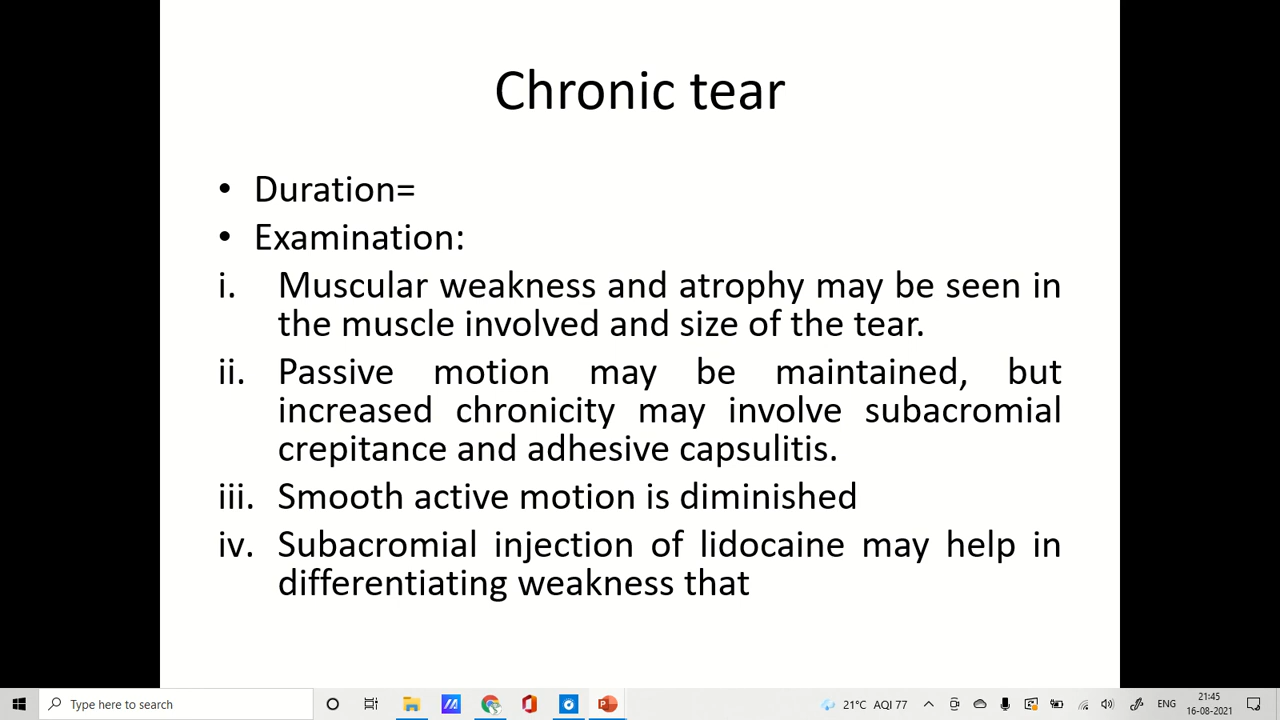 Chronic tear
• Duration=
• Examination:
i. Muscular weakness and atrophy may be seen in
the muscle involved and size of the tear.
ii. Passive motion may be maintained, but
increased chronicity may involve subacromial
crepitance and adhesive capsulitis.
iii. Smooth active motion is diminished
iv. Subacromial injection of lidocaine may help in
differentiating weakness that
Type here to search
21°C AQI 77
ENG
21:45
16-08-2021